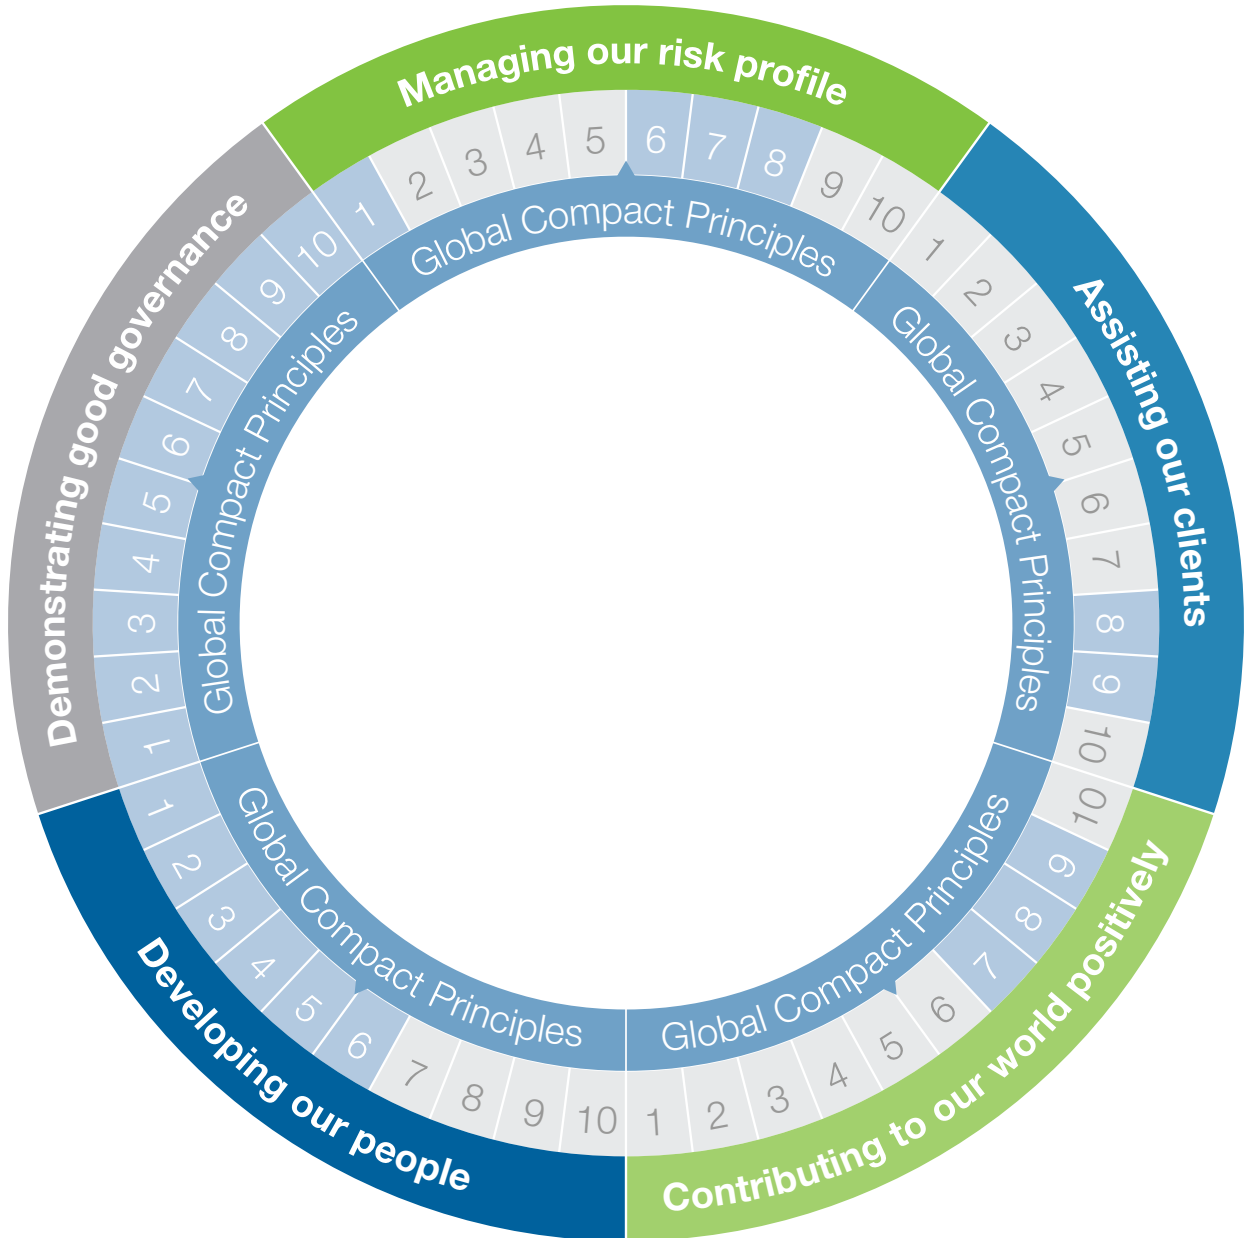 Managing our risk profile
1 2 3 4 5 6 7 8 9 10
Global Compact Principles
Assisting our clients
1 2 3 4 5 6 7 8 9 10
Global Compact Principles
Contributing to our world positively
1 2 3 4 5 6 7 8 9 10
Global Compact Principles
Developing our people
1 2 3 4 5 6 7 8 9 10
Global Compact Principles
Demonstrating good governance
1 2 3 4 5 6 7 8 9 10
Global Compact Principles